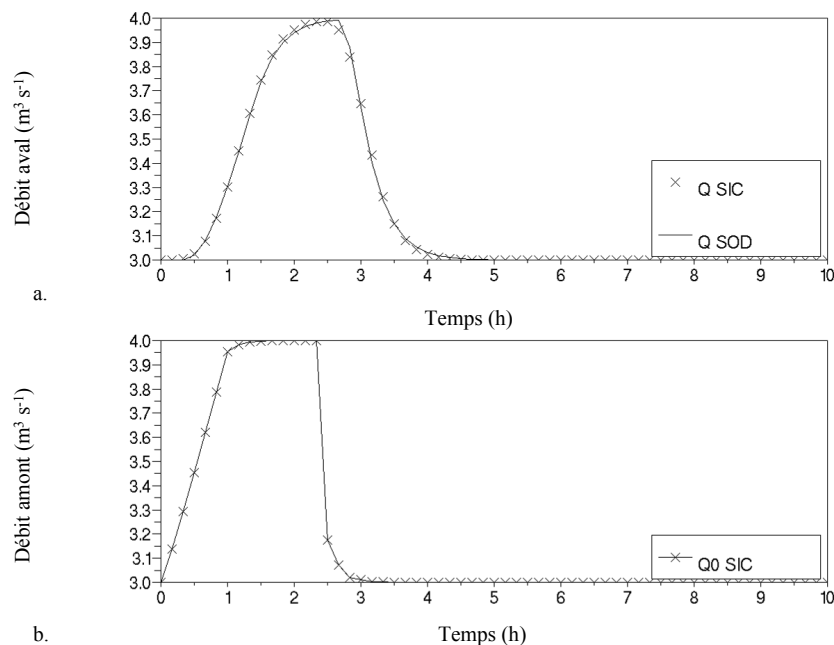 Débit aval (m³ s⁻¹)
4.0
3.9
3.8
3.7
3.6
3.5
3.4
3.3
3.2
3.1
3.0
Q SIC
Q SOD
0 1 2 3 4 5 6 7 8 9 10
a.
Temps (h)
Débit amont (m³ s⁻¹)
4.0
3.9
3.8
3.7
3.6
3.5
3.4
3.3
3.2
3.1
3.0
Q0 SIC
0 1 2 3 4 5 6 7 8 9 10
b.
Temps (h)